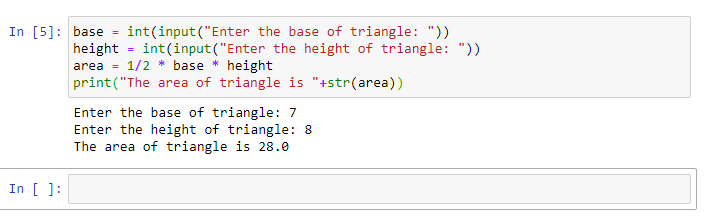 In [5]: base = int(input("Enter the base of triangle: "))
height = int(input("Enter the height of triangle: "))
area = 1/2 * base * height
print("The area of triangle is "+str(area))
Enter the base of triangle: 7
Enter the height of triangle: 8
The area of triangle is 28.0
In [ ]: